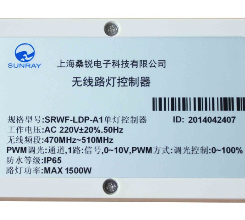 上海桑锐电子科技有限公司
SUNRAY
无线路灯控制器
规格型号:SRWF-LDP-A1单灯控制器
ID: 2014042407
工作电压:AC 220V±20%.50Hz
无线频段:470MHz~510MHz
PWM调光:通道,1路:信号,0~10V,PWM方式:调光控制:0~100%
防水等级:IP65
路灯功率:MAX 1500W